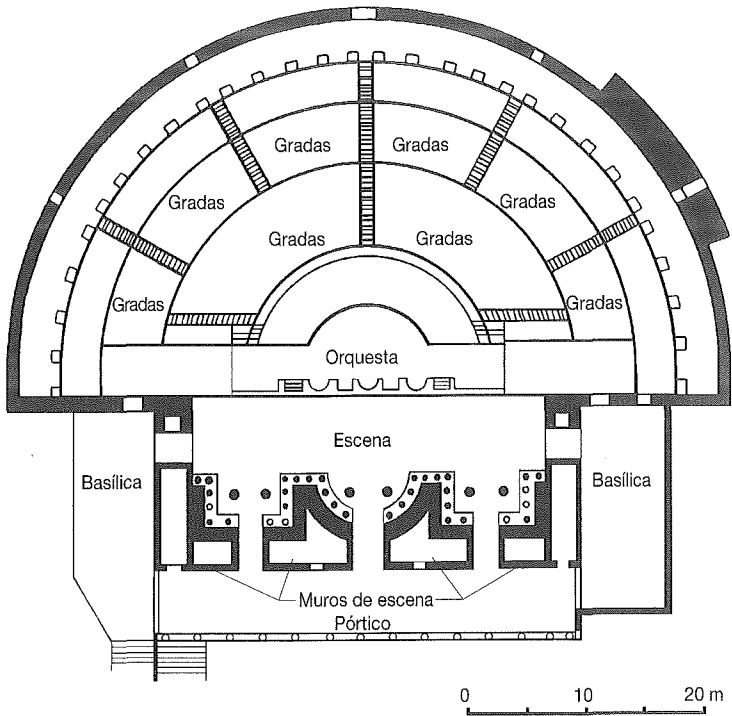 Gradas
Gradas
Gradas
Gradas
Gradas
Gradas
Gradas
Gradas
Orquesta
Escena
Basílica
Basílica
Muros de escena
Pórtico
0 10 20 m